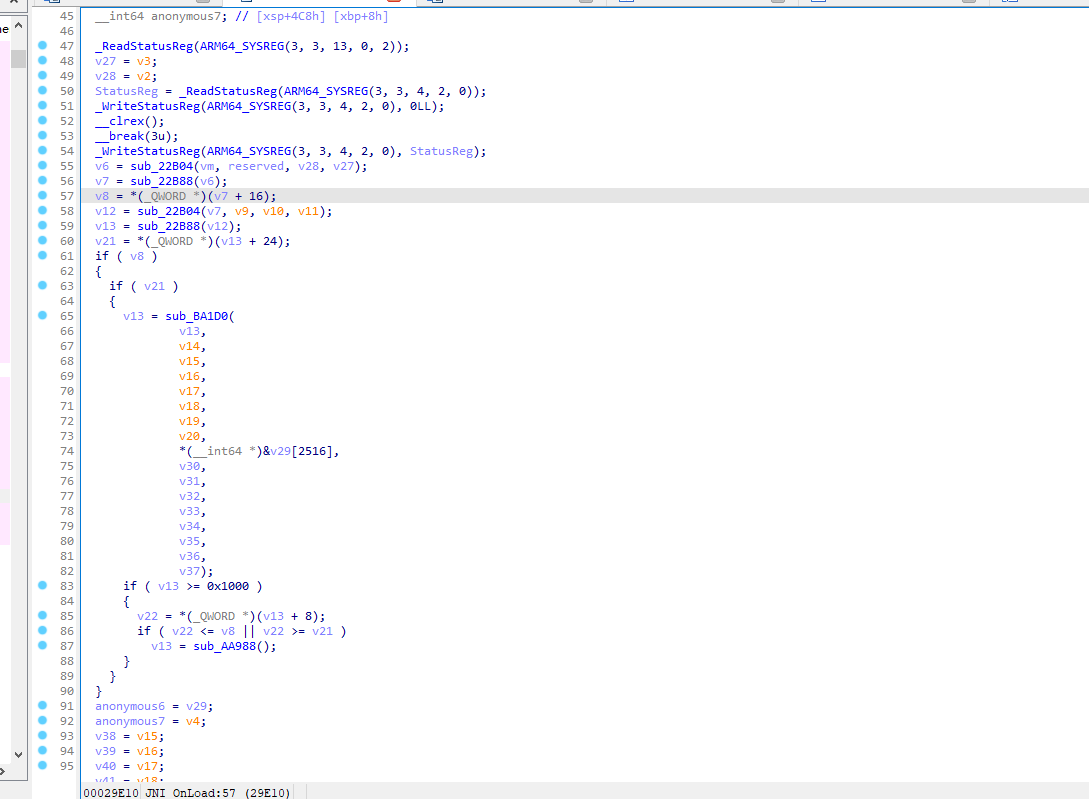 45 __int64 anonymous7; // [xsp+4C8h] [xbp+8h]
46
47 _ReadStatusReg(ARM64_SYSREG(3, 3, 13, 0, 2));
48 v27 = v3;
49 v28 = v2;
50 StatusReg = _ReadStatusReg(ARM64_SYSREG(3, 3, 4, 2, 0));
51 _WriteStatusReg(ARM64_SYSREG(3, 3, 4, 2, 0), 0LL);
52 __clrex();
53 __break(3u);
54 _WriteStatusReg(ARM64_SYSREG(3, 3, 4, 2, 0), StatusReg);
55 v6 = sub_22B04(vm, reserved, v28, v27);
56 v7 = sub_22B88(v6);
57 v8 = *(_QWORD *)(v7 + 16);
58 v12 = sub_22B04(v7, v9, v10, v11);
59 v13 = sub_22B88(v12);
60 v21 = *(_QWORD *)(v13 + 24);
61 if ( v8 )
62 {
63 if ( v21 )
64 {
65 v13 = sub_BA1D0(
66 v13,
67 v14,
68 v15,
69 v16,
70 v17,
71 v18,
72 v19,
73 v20,
74 *(__int64 *)&v29[2516],
75 v30,
76 v31,
77 v32,
78 v33,
79 v34,
80 v35,
81 v36,
82 v37);
83 if ( v13 >= 0x1000 )
84 {
85 v22 = *(_QWORD *)(v13 + 8);
86 if ( v22 <= v8 || v22 >= v21 )
87 v13 = sub_AA988();
88 }
89 }
90 }
91 anonymous6 = v29;
92 anonymous7 = v4;
93 v38 = v15;
94 v39 = v16;
95 v40 = v17;
v41 = v18;
00029E10 JNI_OnLoad:57 (29E10)